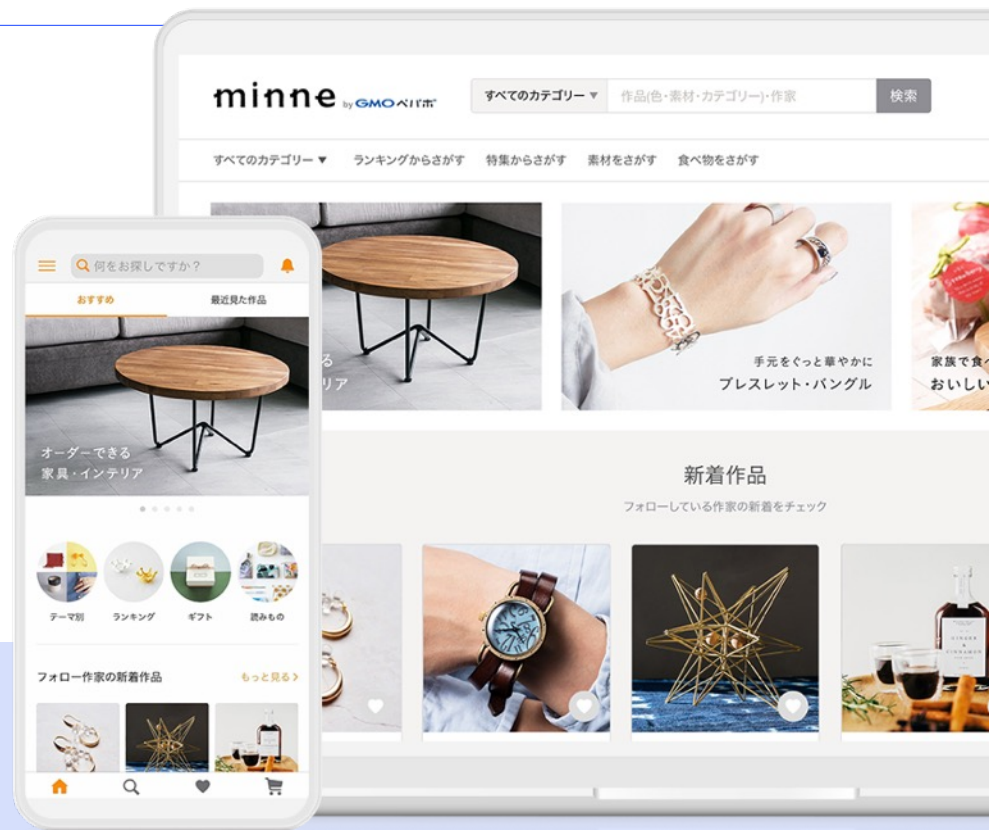 minne by GMOペパボ
すべてのカテゴリー ▼
作品(色・素材・カテゴリー)・作家
検索
すべてのカテゴリー ▼
ランキングからさがす
特集からさがす
素材をさがす
食べ物をさがす
る
リア
手元をぐっと華やかに
ブレスレット・バングル
家族で食べ
おいしい
Strawberry
新着作品
フォローしている作家の新着をチェック
GINGER
CINNAMON
何をお探しですか?
おすすめ
最近見た作品
オーダーできる
家具・インテリア
テーマ別
ランキング
ギフト
読みもの
フォロー作家の新着作品
もっと見る